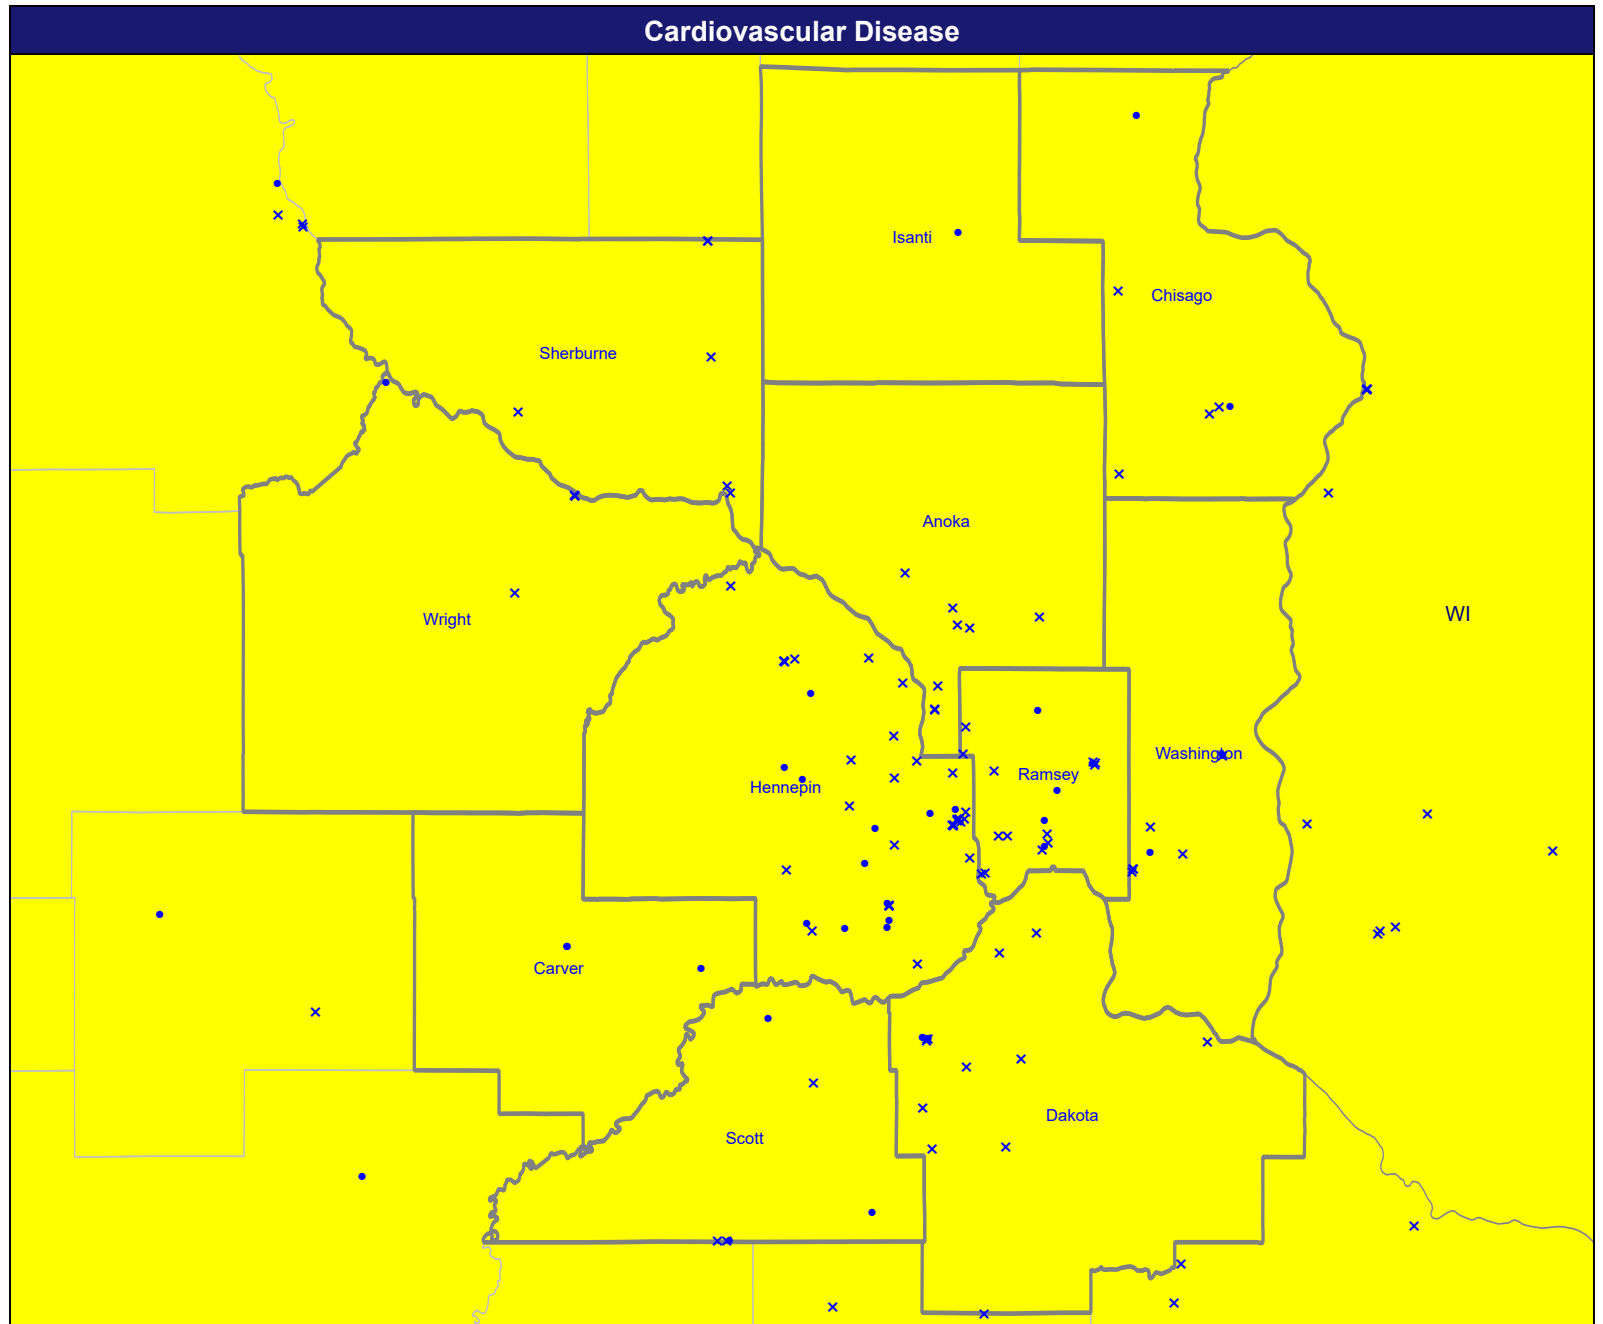 Cardiovascular Disease
Isanti
Chisago
Sherburne
Anoka
WI
Wright
Washington
Ramsey
Hennepin
Carver
Dakota
Scott